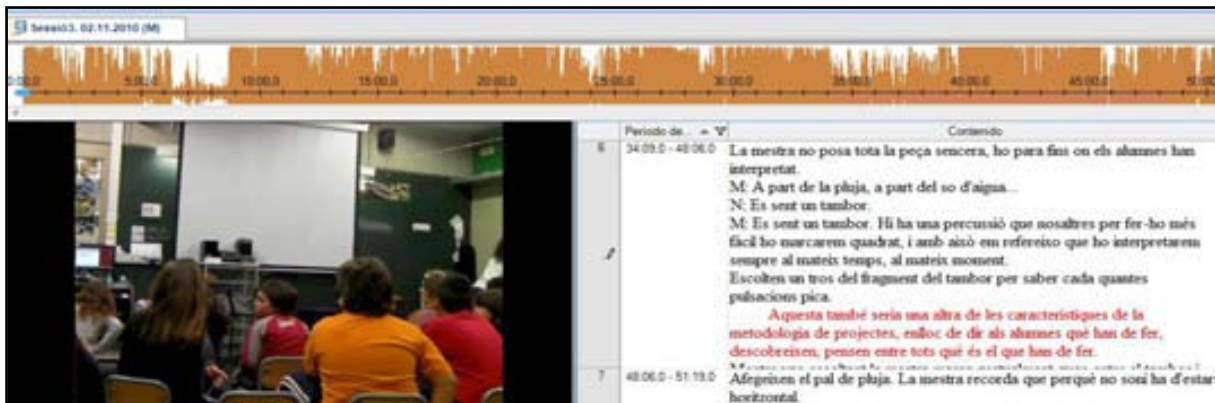 Sessió3. 02.11.2010 (M)
0:00.0 5:00.0 10:00.0 15:00.0 20:00.0 25:00.0 30:00.0 35:00.0 40:00.0 45:00.0 50:0
Periodo de... Contenido
6 34:09.0 - 48:06.0 La mestra no posa tota la peça sencera, ho para fins on els alumnes han
interpretat.
M: A part de la pluja, a part del so d'aigua...
N: Es sent un tambor.
M: Es sent un tambor. Hi ha una percussió que nosaltres per fer-ho més
fàcil ho marcarem quadrat, i amb això em refereixo que ho interpretarem
sempre al mateix temps, al mateix moment.
Escolten un tros del fragment del tambor per saber cada quantes
pulsacions pica.
Aquesta també seria una altra de les característiques de la
metodologia de projectes, enlloc de dir als alumnes què han de fer,
descobreixen, pensen entre tots què és el que han de fer.
7 48:06.0 - 51:19.0 Afegeixen el pal de pluja. La mestra recorda que perquè no soni ha d'estar
horitzontal.